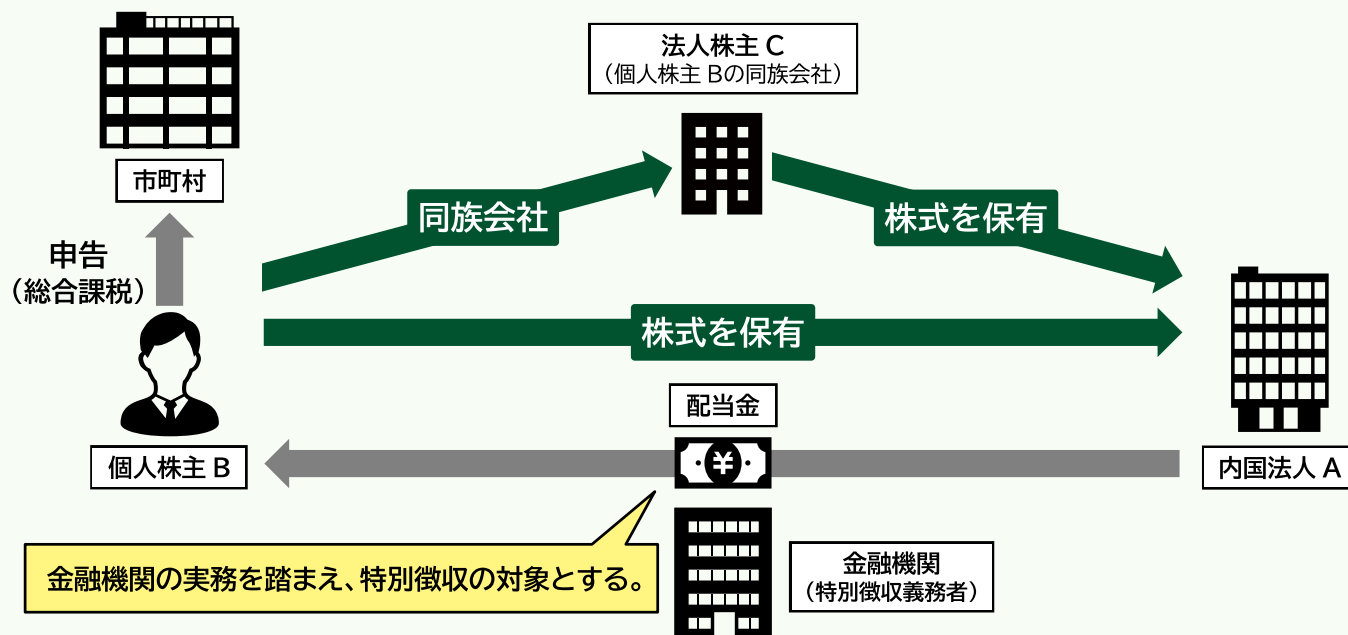 法人株主 C
（個人株主 Bの同族会社）
市町村
同族会社
株式を保有
申告
（総合課税）
株式を保有
配当金
¥
個人株主 B
内国法人 A
金融機関の実務を踏まえ、特別徴収の対象とする。
金融機関
（特別徴収義務者）